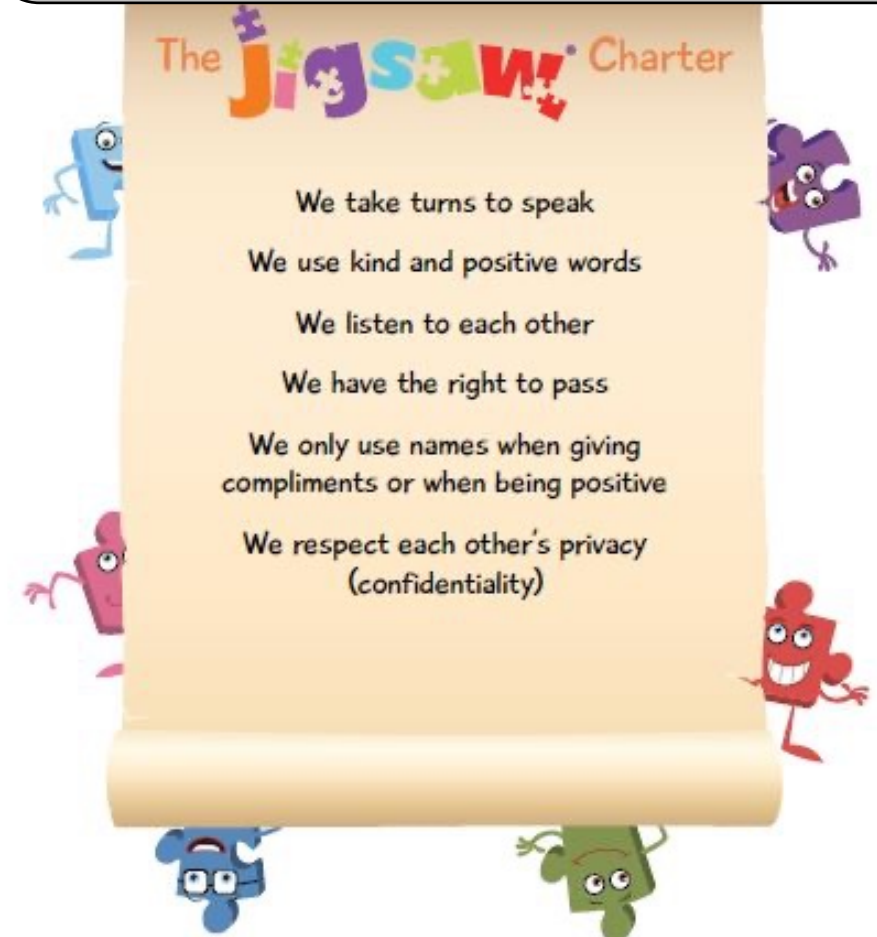 The Jigsaw Charter
We take turns to speak
We use kind and positive words
We listen to each other
We have the right to pass
We only use names when giving
compliments or when being positive
We respect each other's privacy
(confidentiality)